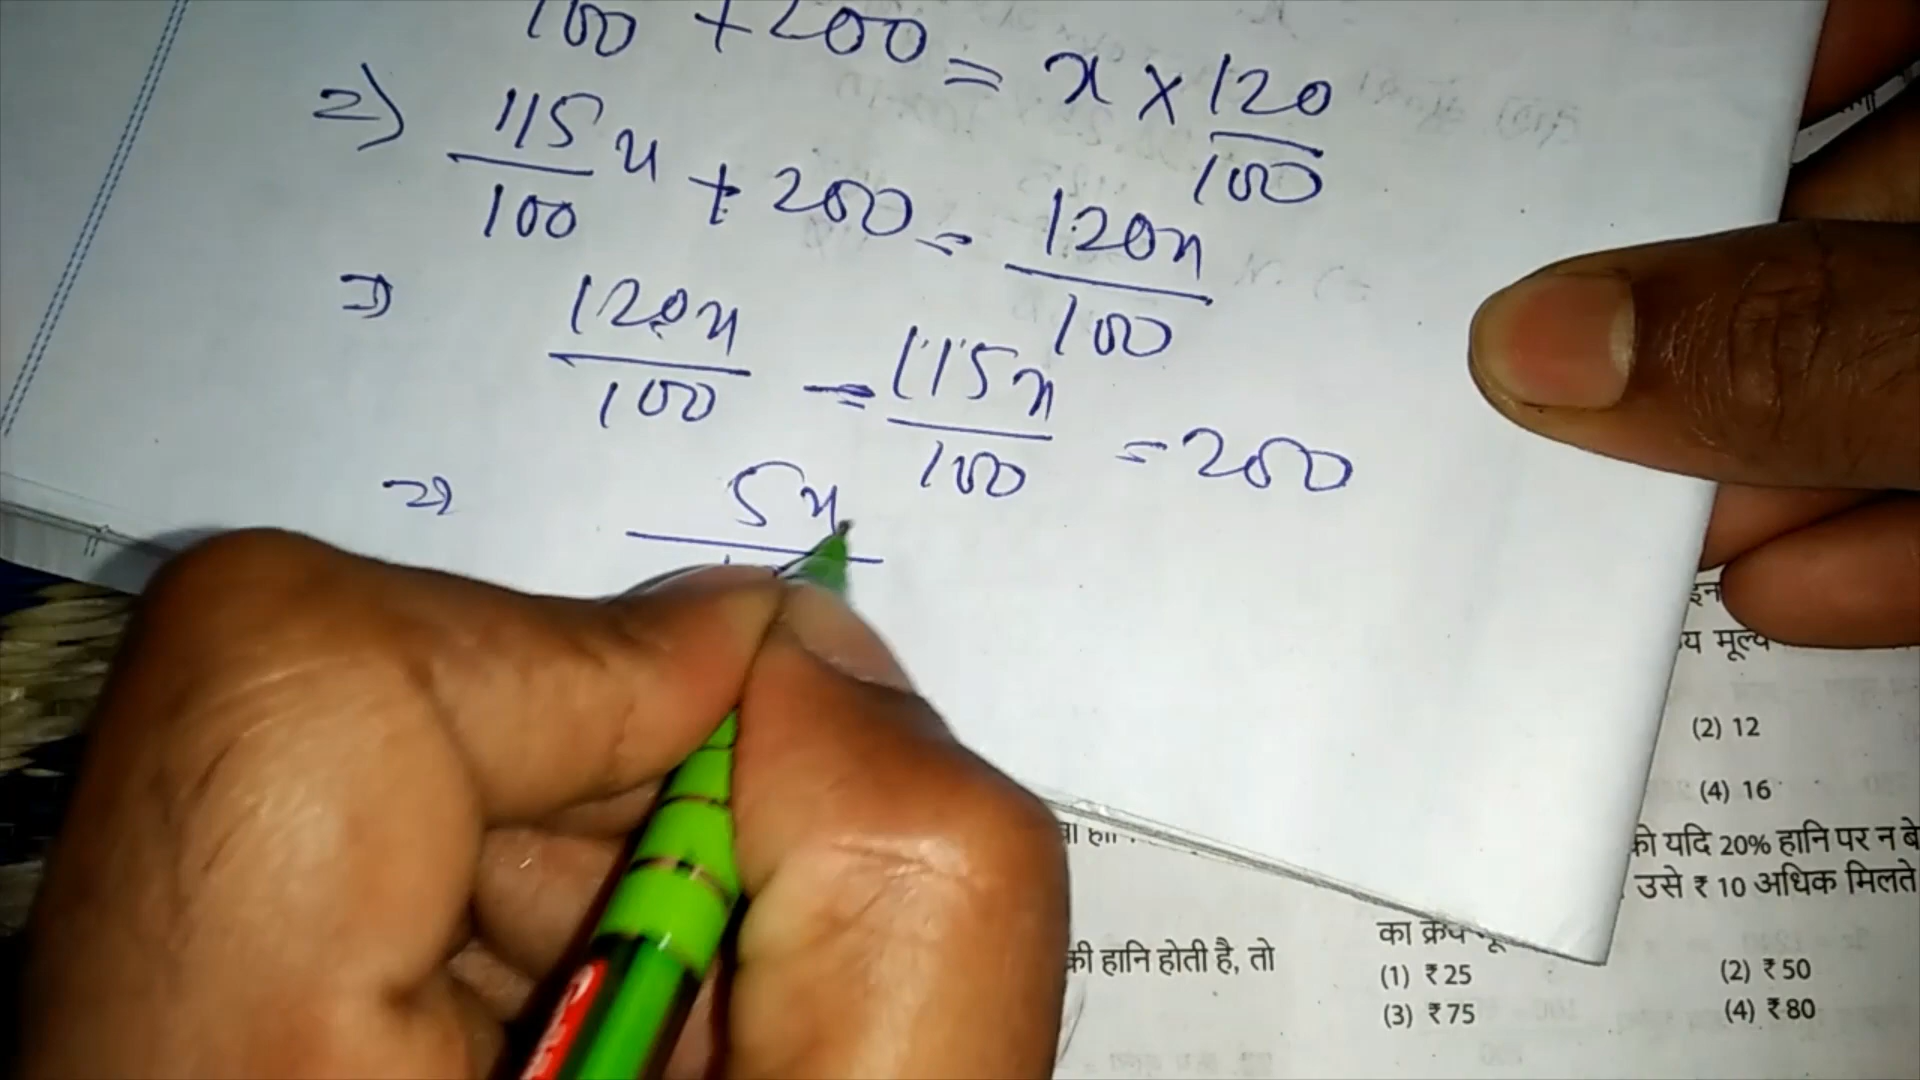 100 + 200 = x × 120/100
⇒ 115x/100 + 200 = 120x/100
⇒ 120x/100 - 115x/100 = 200
⇒ 5x
(2) 12
(4) 16
यदि 20% हानि पर न
उसे ₹ 10 अधिक मिलते
की हानि होती है, तो
का
(1) ₹ 25 (2) ₹ 50
(3) ₹ 75 (4) ₹ 80